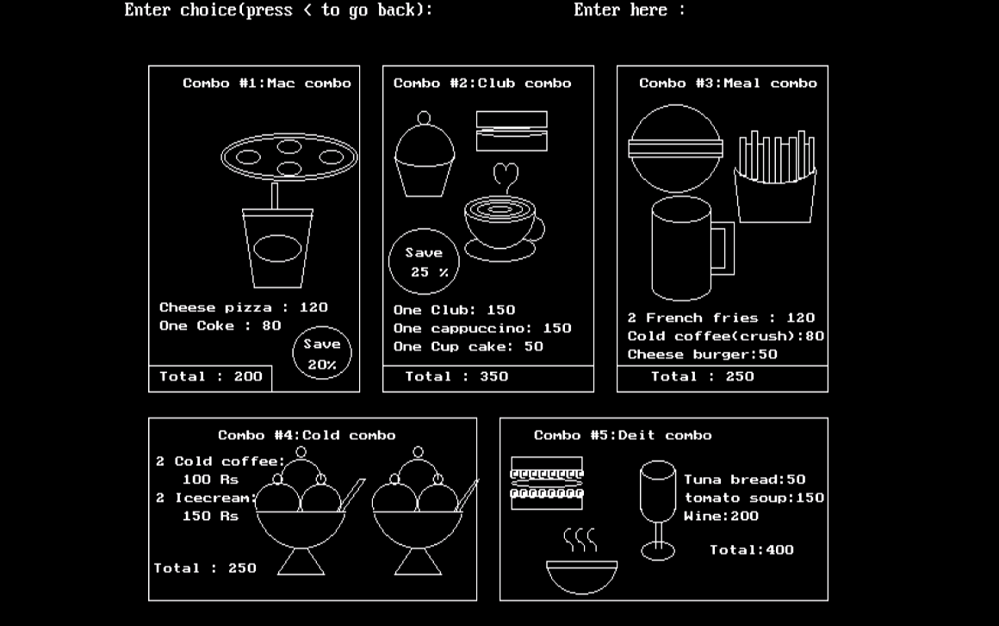 Enter choice(press < to go back):
Enter here :
Combo #1:Mac combo
Cheese pizza : 120
One Coke : 80
Save
20%
Total : 200
Combo #2:Club combo
Save
25 %
One Club: 150
One cappuccino: 150
One Cup cake: 50
Total : 350
Combo #3:Meal combo
2 French fries : 120
Cold coffee(crush):80
Cheese burger:50
Total : 250
Combo #4:Cold combo
2 Cold coffee:
100 Rs
2 Icecream:
150 Rs
Total : 250
Combo #5:Deit combo
Tuna bread:50
tomato soup:150
Wine:200
Total:400